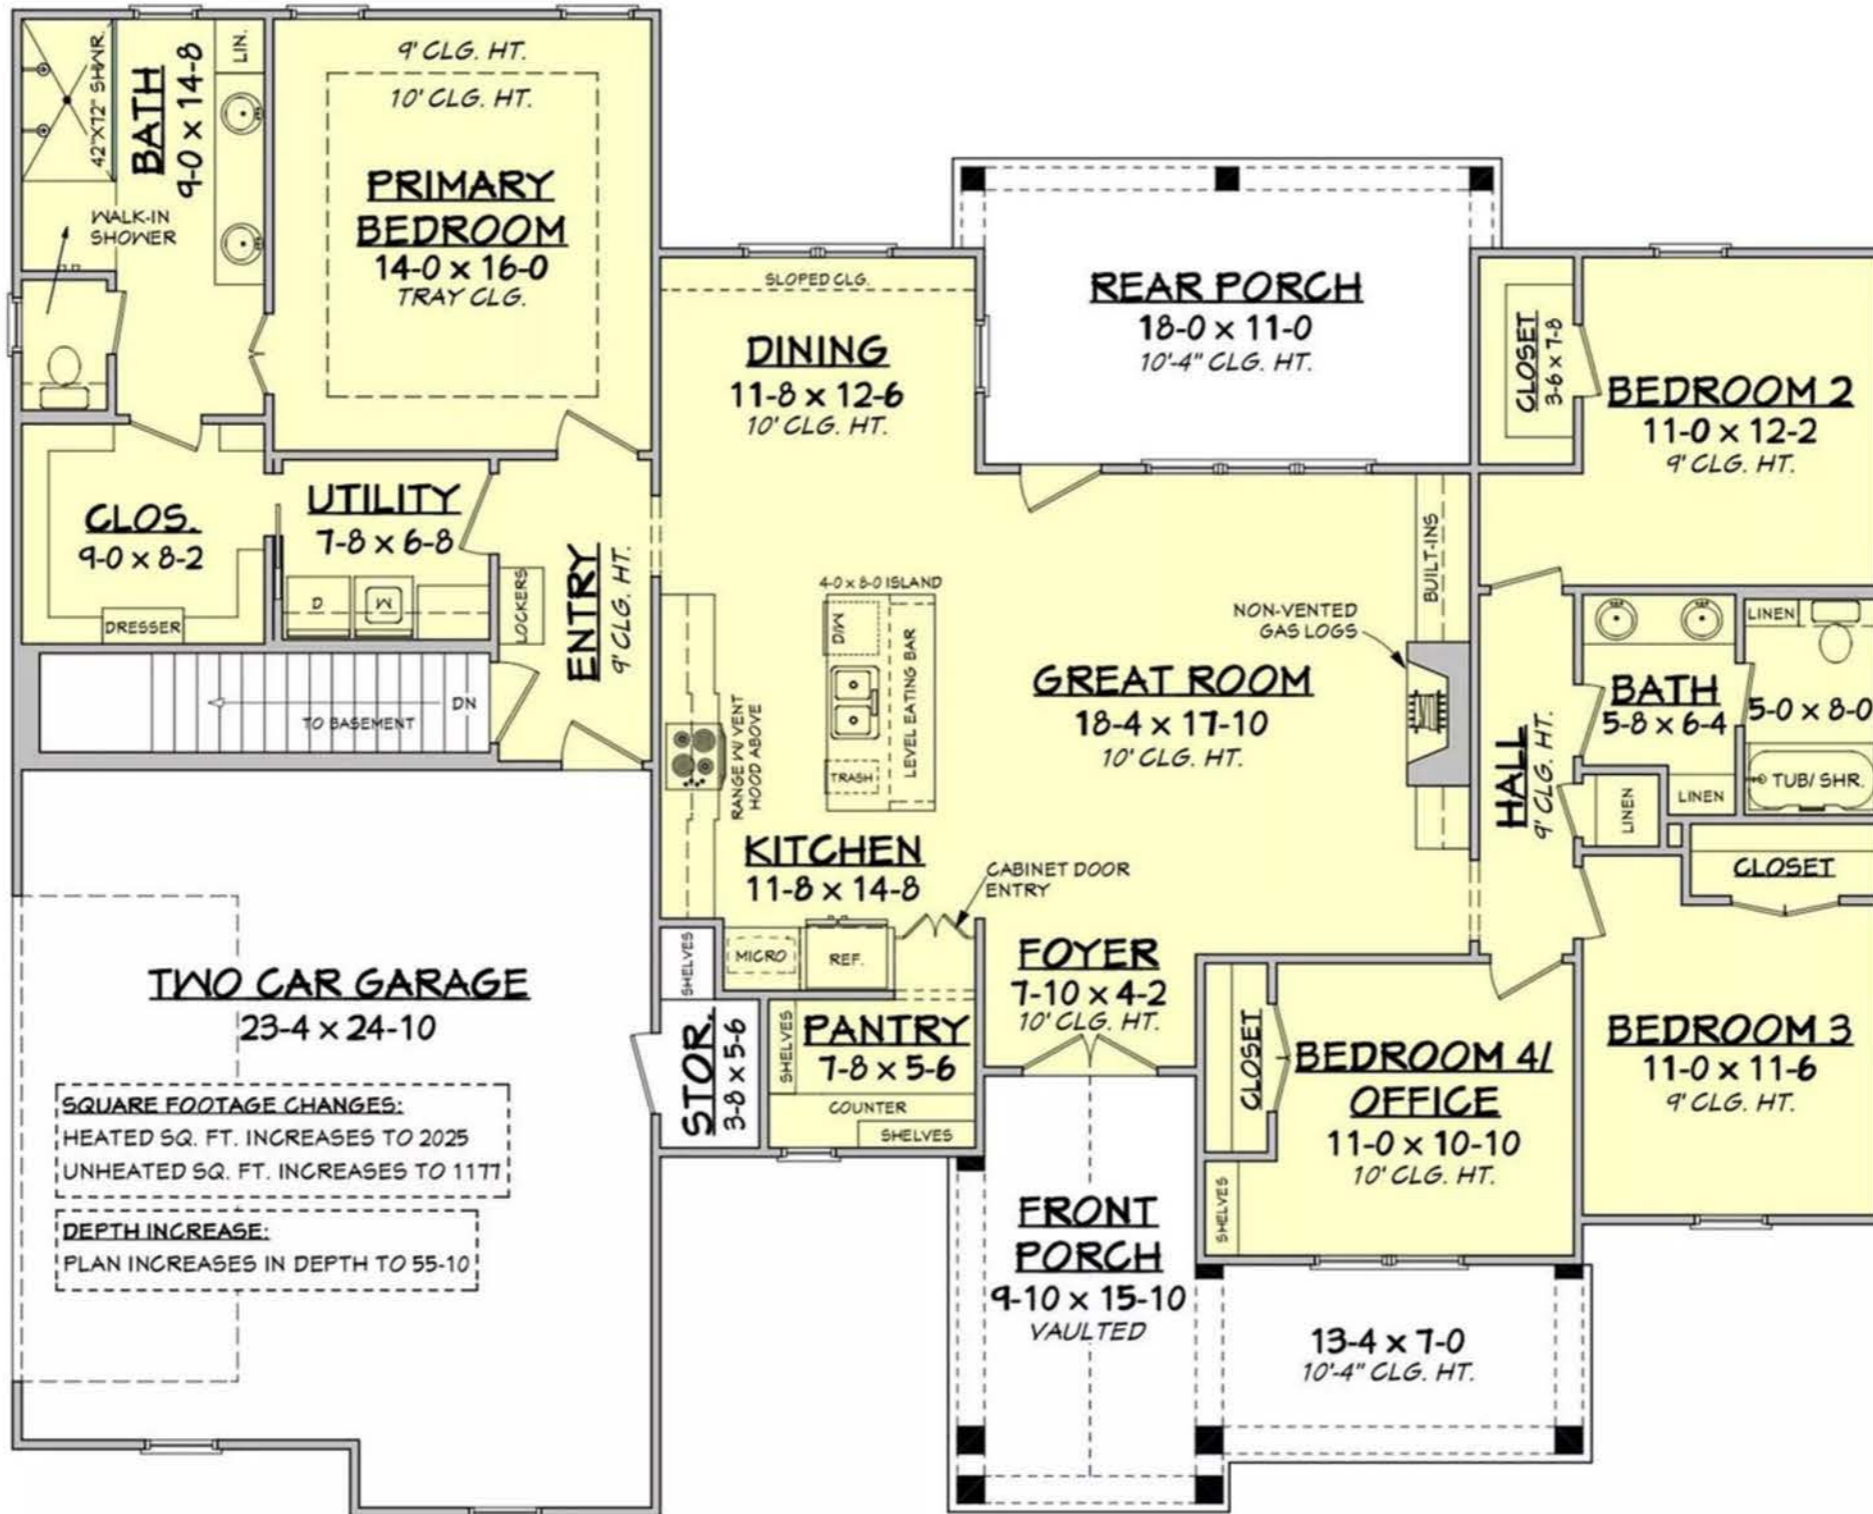 42"X72" SHWR.
BATH
9-0 x 14-8
LIN.
WALK-IN
SHOWER
9' CLG. HT.
10' CLG. HT.
PRIMARY
BEDROOM
14-0 x 16-0
TRAY CLG.
SLOPED CLG.
DINING
11-8 x 12-6
10' CLG. HT.
REAR PORCH
18-0 x 11-0
10'-4" CLG. HT.
CLOSET
3-6 x 7-8
BEDROOM 2
11-0 x 12-2
9' CLG. HT.
CLOS.
9-0 x 8-2
DRESSER
UTILITY
7-8 x 6-8
D
W
LOCKERS
ENTRY
9' CLG. HT.
TO BASEMENT
DN
4-0 x 8-0 ISLAND
D/W
LEVEL EATING BAR
TRASH
RANGE W/ VENT
HOOD ABOVE
KITCHEN
11-8 x 14-8
CABINET DOOR
ENTRY
BUILT-INS
NON-VENTED
GAS LOGS
GREAT ROOM
18-4 x 17-10
10' CLG. HT.
HALL
9' CLG. HT.
BATH
5-8 x 6-4
LINEN
5-0 x 8-0
TUB/ SHR.
LINEN
LINEN
CLOSET
TWO CAR GARAGE
23-4 x 24-10
SQUARE FOOTAGE CHANGES:
HEATED SQ. FT. INCREASES TO 2025
UNHEATED SQ. FT. INCREASES TO 1177
DEPTH INCREASE:
PLAN INCREASES IN DEPTH TO 55-10
SHELVES
STOR.
3-8 x 5-6
MICRO
REF.
SHELVES
PANTRY
7-8 x 5-6
COUNTER
SHELVES
FOYER
7-10 x 4-2
10' CLG. HT.
CLOSET
SHELVES
BEDROOM 4/
OFFICE
11-0 x 10-10
10' CLG. HT.
BEDROOM 3
11-0 x 11-6
9' CLG. HT.
FRONT
PORCH
9-10 x 15-10
VAULTED
13-4 x 7-0
10'-4" CLG. HT.